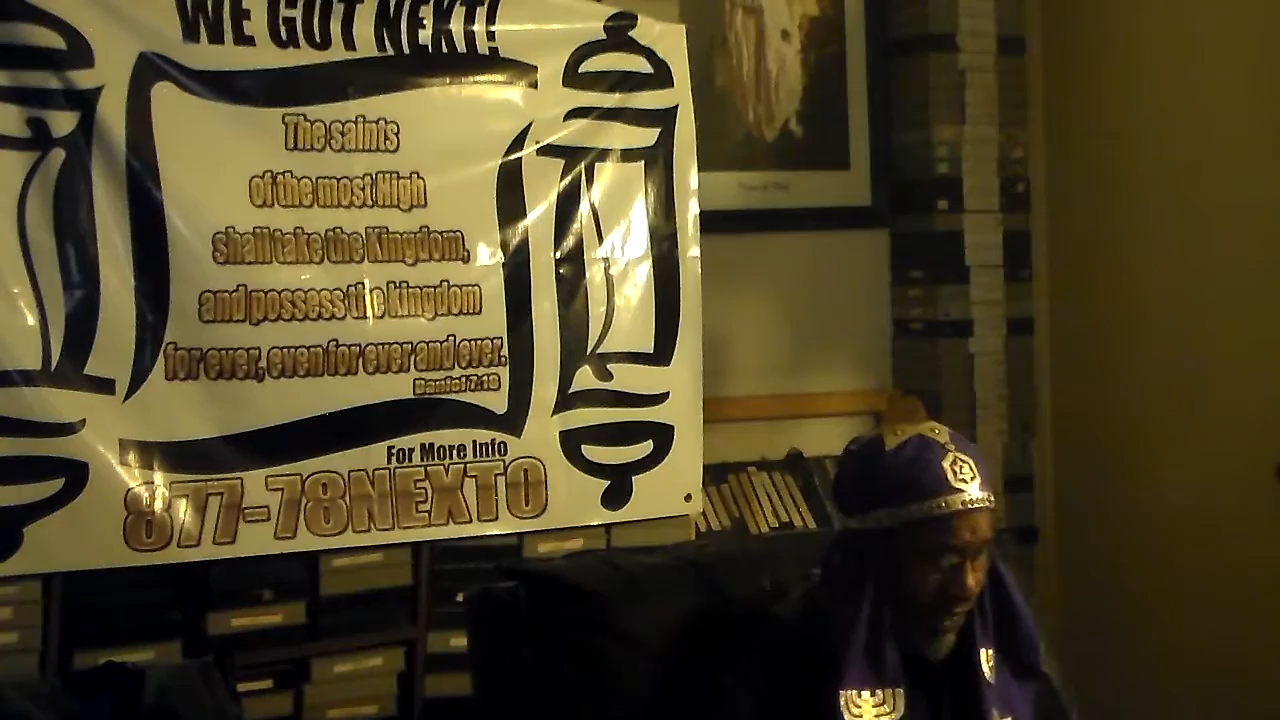 WE GOT NEXT!
The saints
of the most High
shall take the Kingdom,
and possess the kingdom
for ever, even for ever and ever.
Daniel 7:18
For More Info
877-78NEXTO